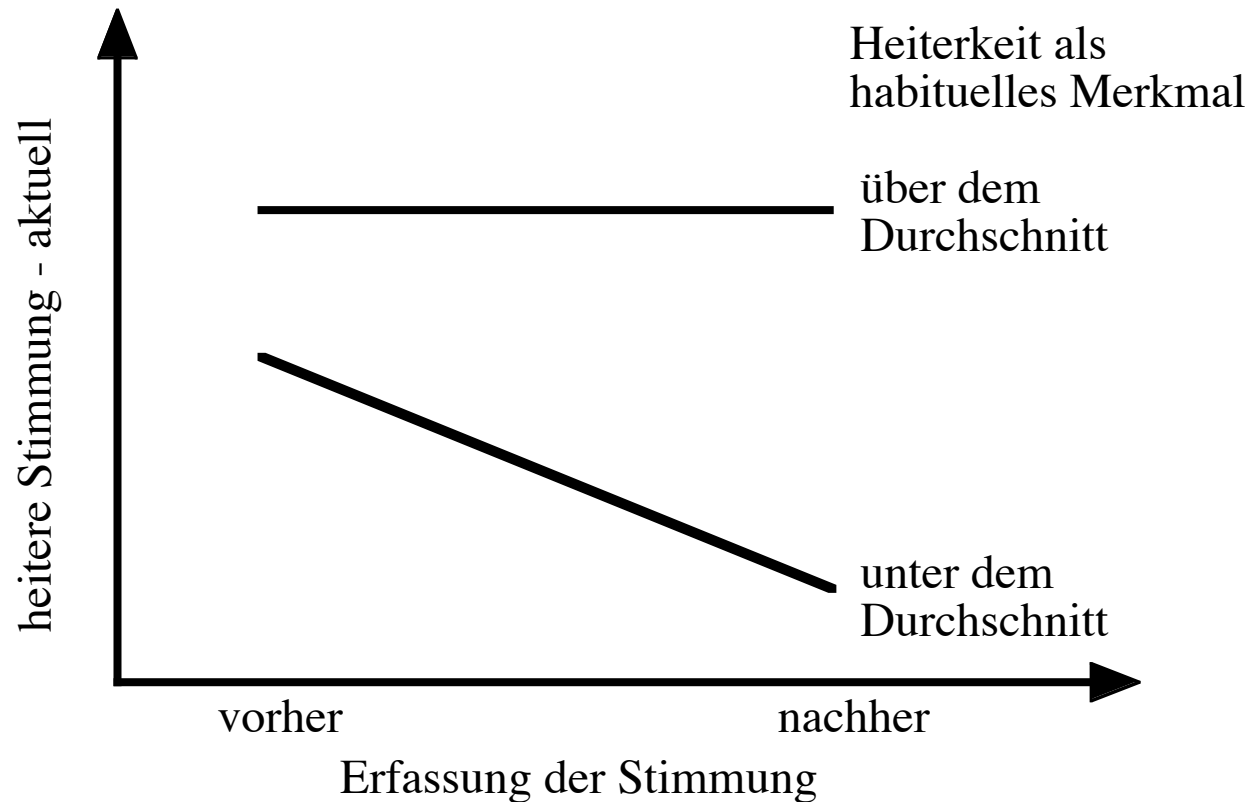 Heiterkeit als
habituelles Merkmal
über dem
Durchschnitt
heitere Stimmung - aktuell
unter dem
Durchschnitt
vorher
nachher
Erfassung der Stimmung